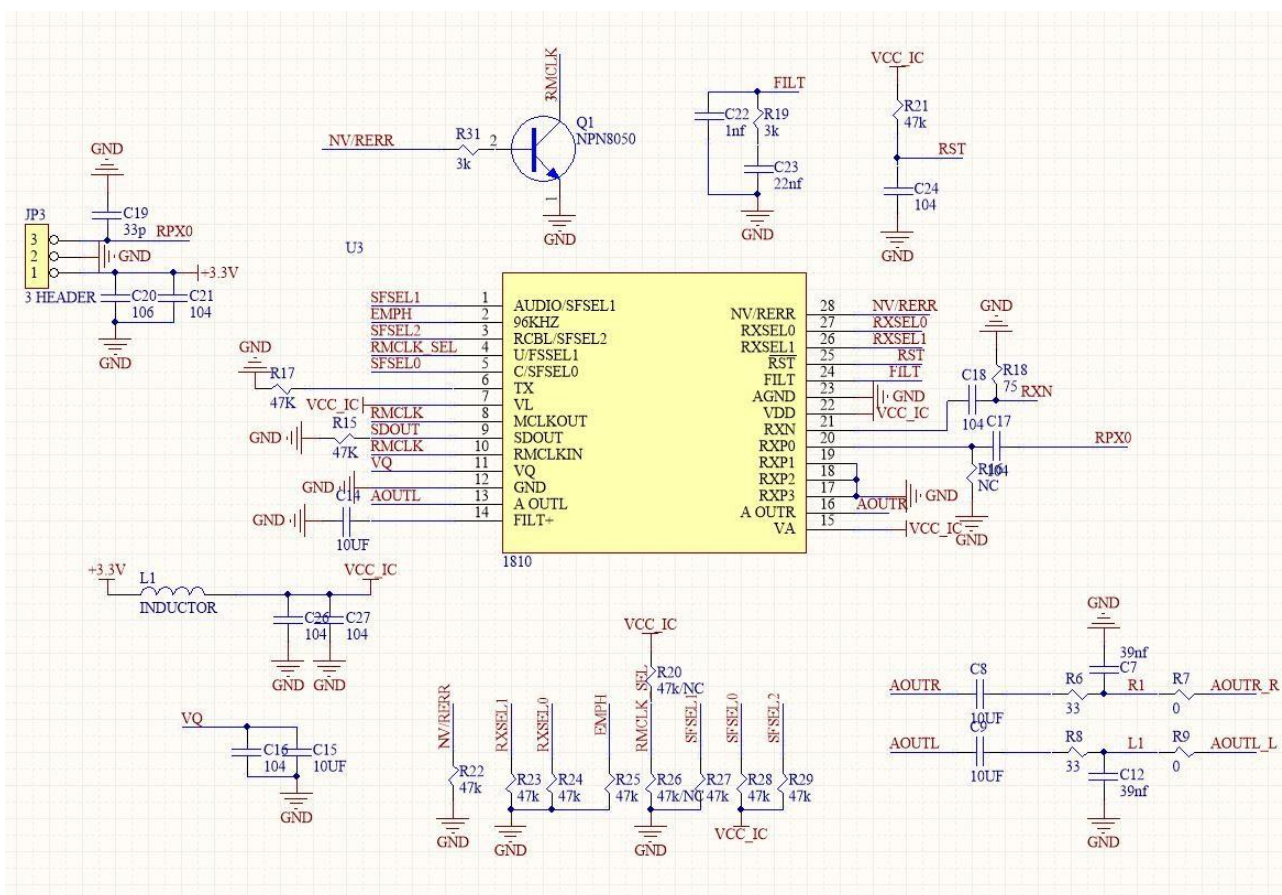 3RMCLK
Q1
NPN8050
NV/RERR
R31
3k
2
1
GND
FILT
C22
1nf
R19
3k
C23
22nf
GND
VCC_IC
R21
47k
RST
C24
104
GND
GND
C19
33p
JP3
3
2
1
RPX0
GND
+3.3V
3 HEADER
C20
106
C21
104
GND
U3
SFSEL1
EMPH
SFSEL2
RMCLK_SEL
SFSEL0
GND
R17
47K
VCC_IC
RMCLK
SDOUT
GND
R15
47K
RMCLK
VQ
GND
AOUTL
GND
C14
10UF
1 AUDIO/SFSEL1
2 96KHZ
3 RCBL/SFSEL2
4 U/FSSEL1
5 C/SFSEL0
6 TX
7 VL
8 MCLKOUT
9 SDOUT
10 RMCLKIN
11 VQ
12 GND
13 A OUTL
14 FILT+
NV/RERR 28 NV/RERR
RXSEL0 27 RXSEL0
RXSEL1 26 RXSEL1
RST 25 RST
FILT 24 FILT
AGND 23 GND
VDD 22 VCC_IC
RXN 21
RXP0 20
RXP1 19
RXP2 18
RXP3 17 GND
A OUTR 16 AOUTR
VA 15 VCC_IC
1810
GND
R18
75
C18
104
RXN
C17
104
RPX0
R16
NC
GND
+3.3V
L1
INDUCTOR
VCC_IC
C26
104
C27
104
GND
GND
VQ
C16
104
C15
10UF
GND
VCC_IC
R20
47k/NC
NV/RERR
RXSEL1
RXSEL0
EMPH
RMCLK_SEL
SFSEL1
SFSEL0
SFSEL2
R22
47k
R23
47k
R24
47k
R25
47k
R26
47k/NC
R27
47k
R28
47k
R29
47k
GND
GND
GND
VCC_IC
GND
39nf
C7
AOUTR
C8
10UF
R6
33
R1
R7
0
AOUTR_R
AOUTL
C9
10UF
R8
33
L1
R9
0
AOUTL_L
C12
39nf
GND